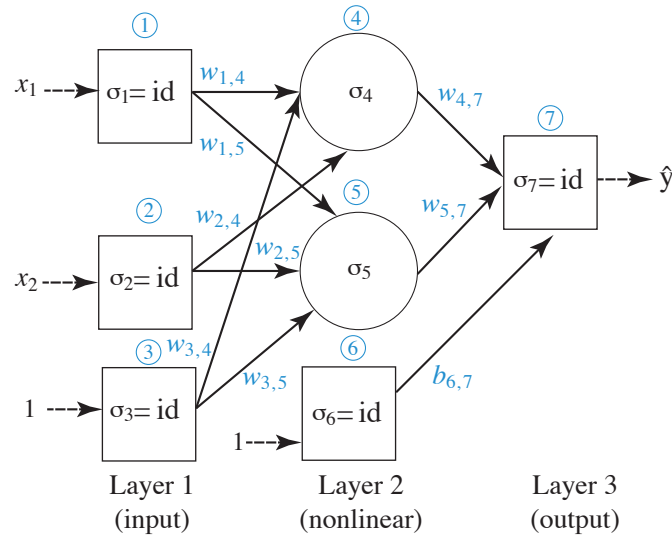 ①
④
x₁
σ₁= id
w₁,₄
σ₄
w₄,₇
⑦
w₁,₅
②
⑤
σ₇= id
ŷ
w₂,₄
w₅,₇
x₂
σ₂= id
w₂,₅
σ₅
③
w₃,₄
⑥
w₃,₅
b₆,₇
1
σ₃= id
σ₆= id
1
Layer 1
(input)
Layer 2
(nonlinear)
Layer 3
(output)